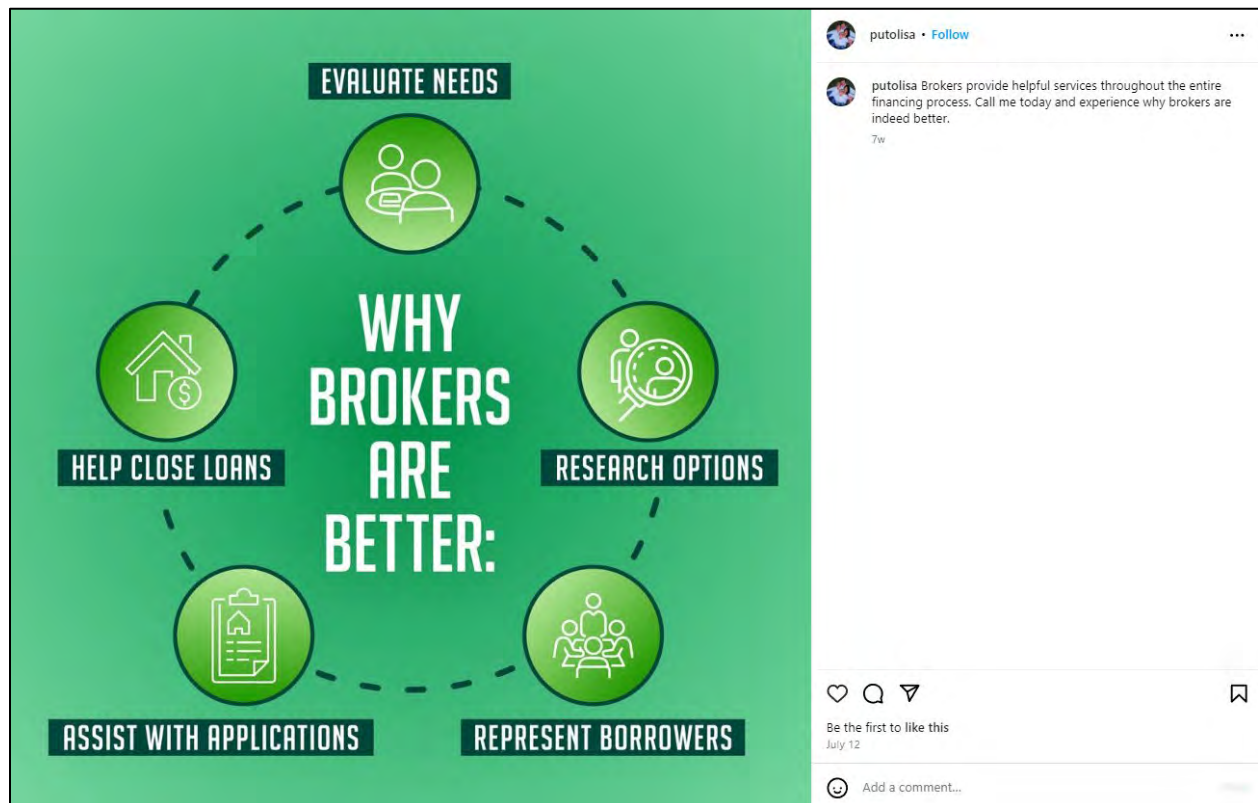 EVALUATE NEEDS
WHY
BROKERS
ARE
BETTER:
HELP CLOSE LOANS
RESEARCH OPTIONS
ASSIST WITH APPLICATIONS
REPRESENT BORROWERS
putolisa • Follow
putolisa Brokers provide helpful services throughout the entire
financing process. Call me today and experience why brokers are
indeed better.
7w
Be the first to like this
July 12
Add a comment...